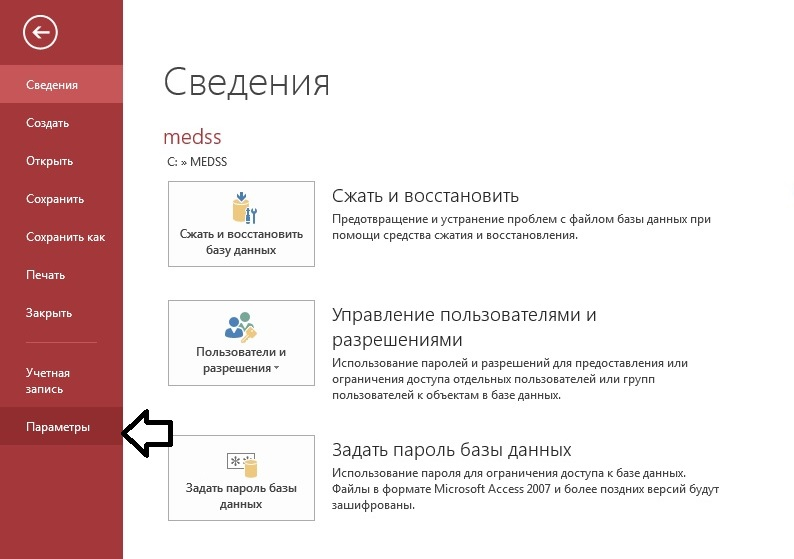 Сведения
Создать
Открыть
Сохранить
Сохранить как
Печать
Закрыть
Учетная
запись
Параметры
Сведения
medss
C: » MEDSS
Сжать и восстановить
базу данных
Сжать и восстановить
Предотвращение и устранение проблем с файлом базы данных при
помощи средства сжатия и восстановления.
Пользователи и
разрешения
Управление пользователями и
разрешениями
Использование паролей и разрешений для предоставления или
ограничения доступа отдельных пользователей или групп
пользователей к объектам в базе данных.
Задать пароль базы
данных
Задать пароль базы данных
Использование пароля для ограничения доступа к базе данных.
Файлы в формате Microsoft Access 2007 и более поздних версий будут
зашифрованы.